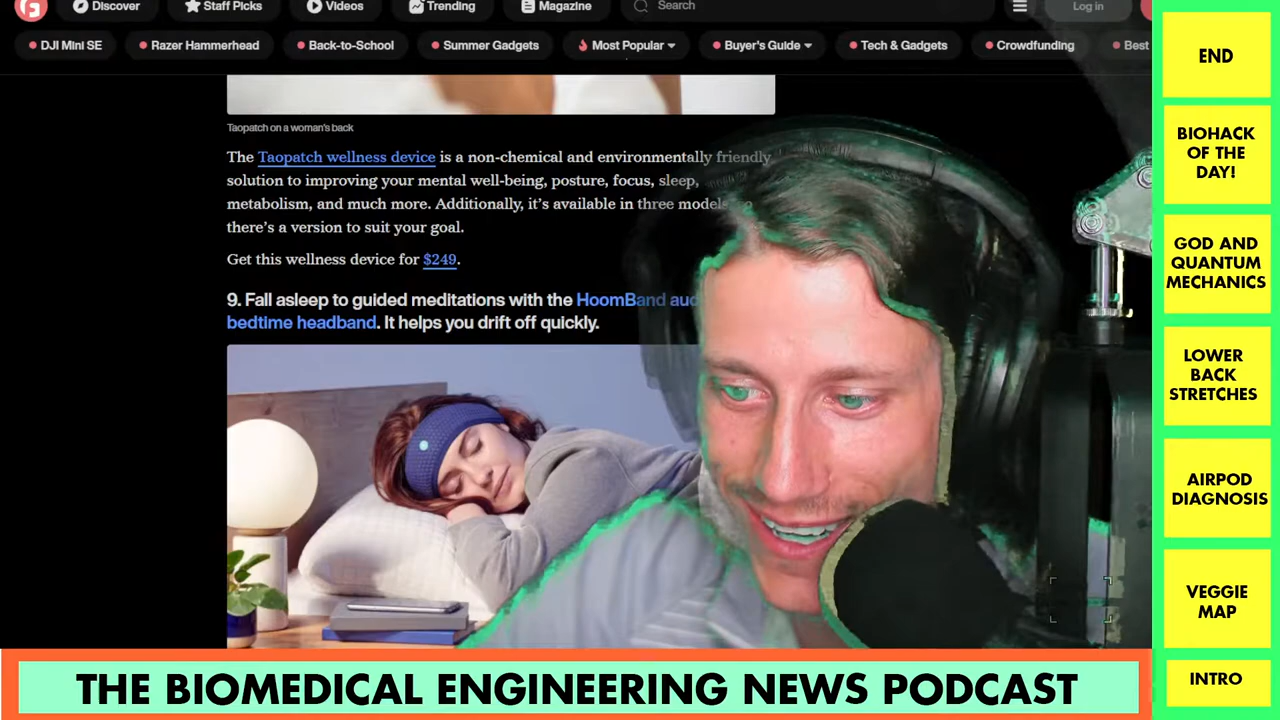 Discover Staff Picks Videos Trending Magazine Search Log in
DJI Mini SE Razer Hammerhead Back-to-School Summer Gadgets Most Popular Buyer's Guide Tech & Gadgets Crowdfunding Best
Taopatch on a woman's back
The Taopatch wellness device is a non-chemical and environmentally friendly
solution to improving your mental well-being, posture, focus, sleep,
metabolism, and much more. Additionally, it's available in three models,
there's a version to suit your goal.
Get this wellness device for $249.
9. Fall asleep to guided meditations with the HoomBand
bedtime headband. It helps you drift off quickly.
END
BIOHACK
OF THE
DAY!
GOD AND
QUANTUM
MECHANICS
LOWER
BACK
STRETCHES
AIRPOD
DIAGNOSIS
VEGGIE
MAP
INTRO
THE BIOMEDICAL ENGINEERING NEWS PODCAST